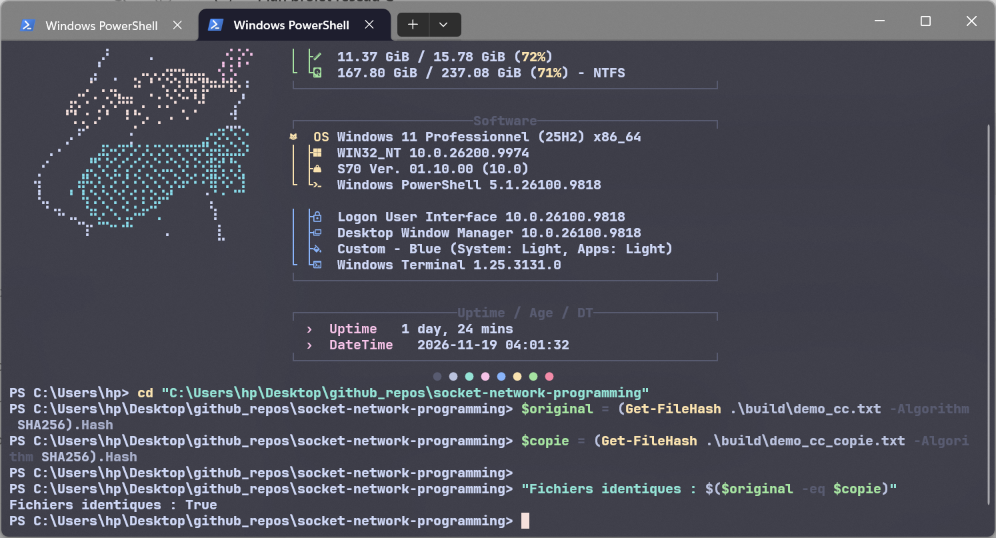 Windows PowerShell
Windows PowerShell
11.37 GiB / 15.78 GiB (72%)
167.80 GiB / 237.08 GiB (71%) - NTFS
Software
OS Windows 11 Professionnel (25H2) x86_64
WIN32_NT 10.0.26200.9974
S70 Ver. 01.10.00 (10.0)
Windows PowerShell 5.1.26100.9818
Logon User Interface 10.0.26100.9818
Desktop Window Manager 10.0.26100.9818
Custom - Blue (System: Light, Apps: Light)
Windows Terminal 1.25.3131.0
Uptime / Age / DT
› Uptime 1 day, 24 mins
› DateTime 2026-11-19 04:01:32
PS C:\Users\hp> cd "C:\Users\hp\Desktop\github_repos\socket-network-programming"
PS C:\Users\hp\Desktop\github_repos\socket-network-programming> $original = (Get-FileHash .\build\demo_cc.txt -Algorithm
SHA256).Hash
PS C:\Users\hp\Desktop\github_repos\socket-network-programming> $copie = (Get-FileHash .\build\demo_cc_copie.txt -Algori
thm SHA256).Hash
PS C:\Users\hp\Desktop\github_repos\socket-network-programming>
PS C:\Users\hp\Desktop\github_repos\socket-network-programming> "Fichiers identiques : $($original -eq $copie)"
Fichiers identiques : True
PS C:\Users\hp\Desktop\github_repos\socket-network-programming>